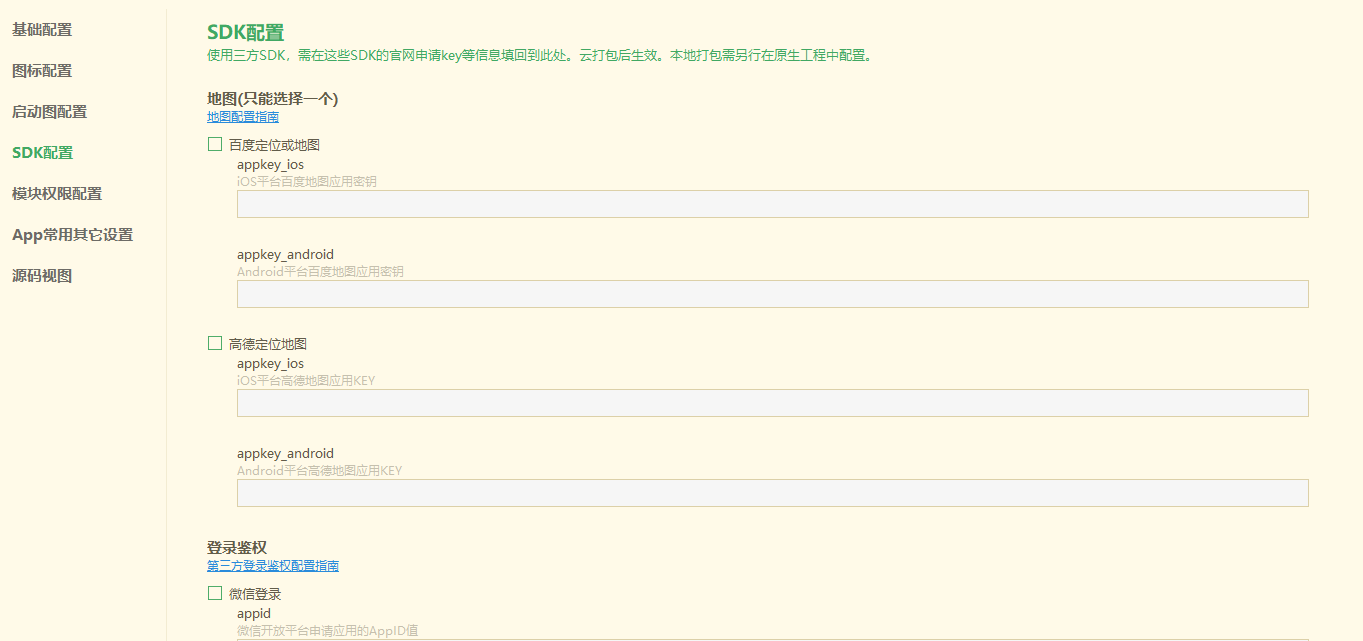 基础配置
图标配置
启动图配置
SDK配置
模块权限配置
App常用其它设置
源码视图
SDK配置
使用三方SDK，需在这些SDK的官网申请key等信息填回到此处。云打包后生效。本地打包需另行在原生工程中配置。
地图(只能选择一个)
地图配置指南
百度定位或地图
appkey_ios
iOS平台百度地图应用密钥
appkey_android
Android平台百度地图应用密钥
高德定位地图
appkey_ios
iOS平台高德地图应用KEY
appkey_android
Android平台高德地图应用KEY
登录鉴权
第三方登录鉴权配置指南
微信登录
appid
微信开放平台申请应用的AppID值